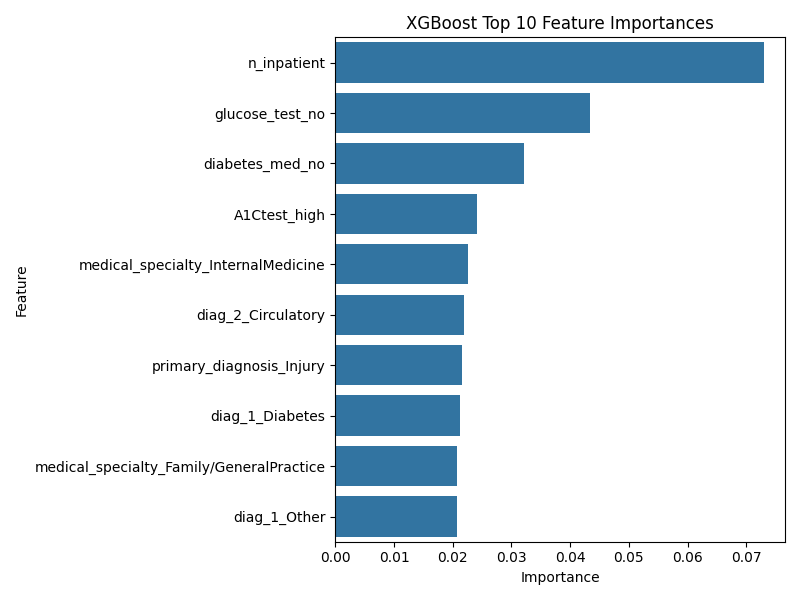 XGBoost Top 10 Feature Importances
n_inpatient
glucose_test_no
diabetes_med_no
A1Ctest_high
medical_specialty_InternalMedicine
diag_2_Circulatory
primary_diagnosis_Injury
diag_1_Diabetes
medical_specialty_Family/GeneralPractice
diag_1_Other
Feature
0.00 0.01 0.02 0.03 0.04 0.05 0.06 0.07
Importance